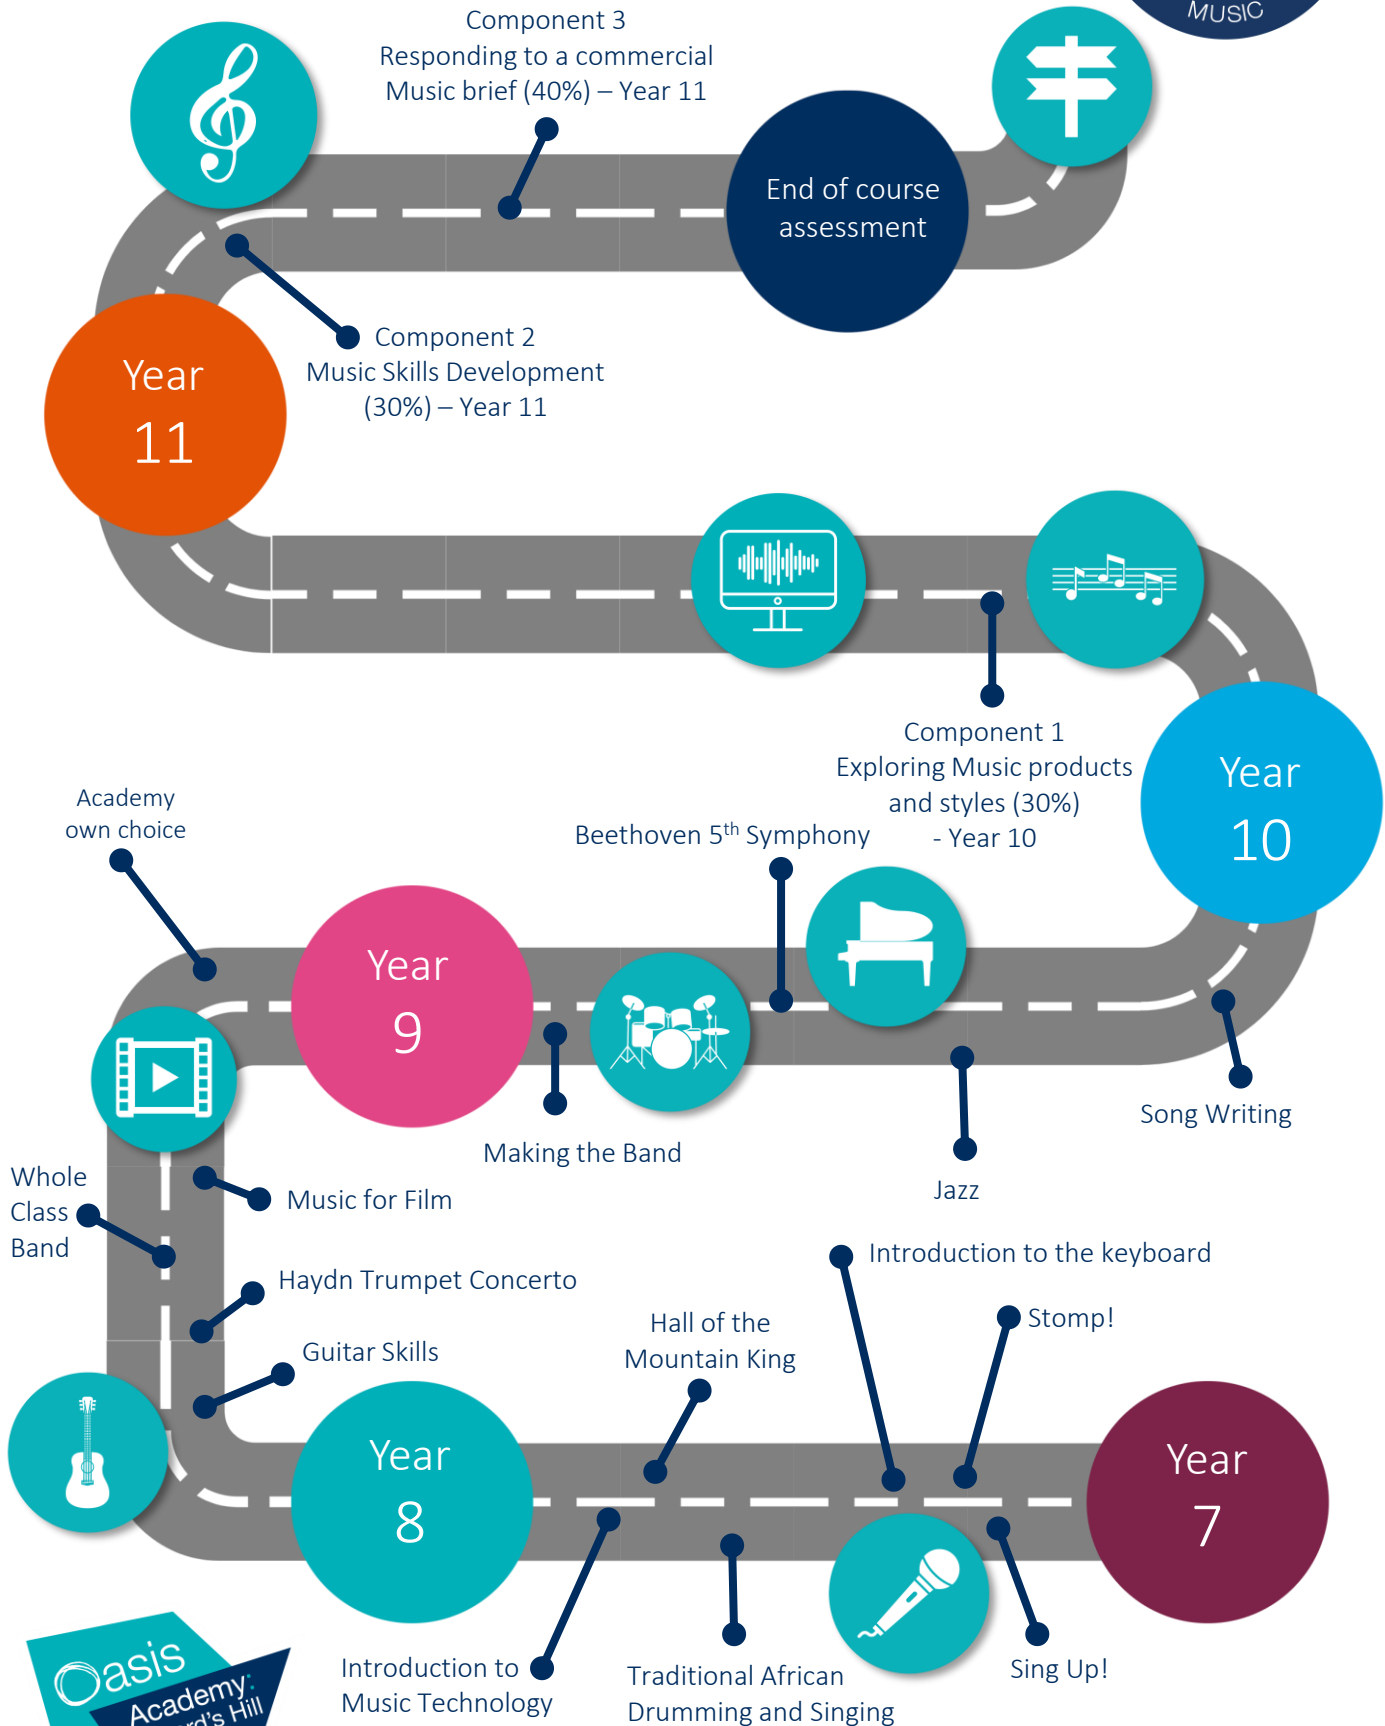 MUSIC
Component 3
Responding to a commercial
Music brief (40%) – Year 11
End of course
assessment
Component 2
Music Skills Development
(30%) – Year 11
Year
11
Component 1
Exploring Music products
and styles (30%)
- Year 10
Year
10
Academy
own choice
Beethoven 5th Symphony
Year
9
Making the Band
Song Writing
Jazz
Whole
Class
Band
Music for Film
Haydn Trumpet Concerto
Guitar Skills
Introduction to the keyboard
Stomp!
Hall of the
Mountain King
Year
8
Year
7
Introduction to
Music Technology
Traditional African
Drumming and Singing
Sing Up!
Oasis
Academy:
Hill